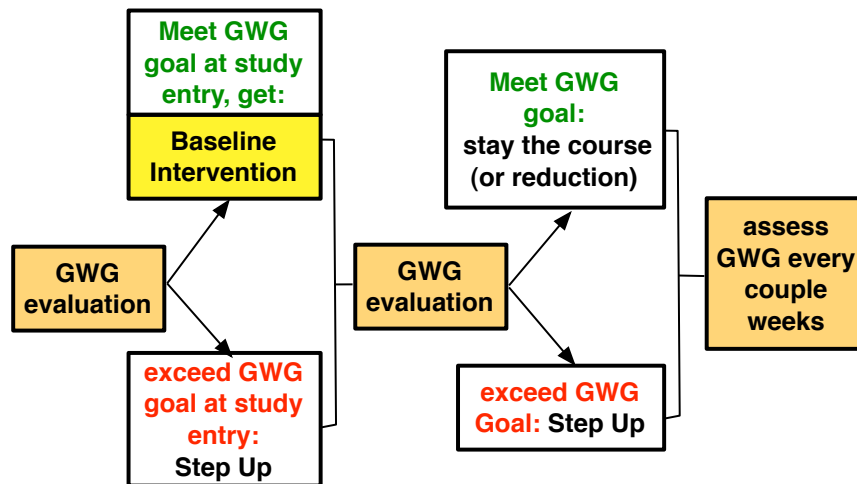 Meet GWG
goal at study
entry, get:
Baseline
Intervention
GWG
evaluation
exceed GWG
goal at study
entry:
Step Up
GWG
evaluation
Meet GWG
goal:
stay the course
(or reduction)
exceed GWG
Goal: Step Up
assess
GWG every
couple
weeks